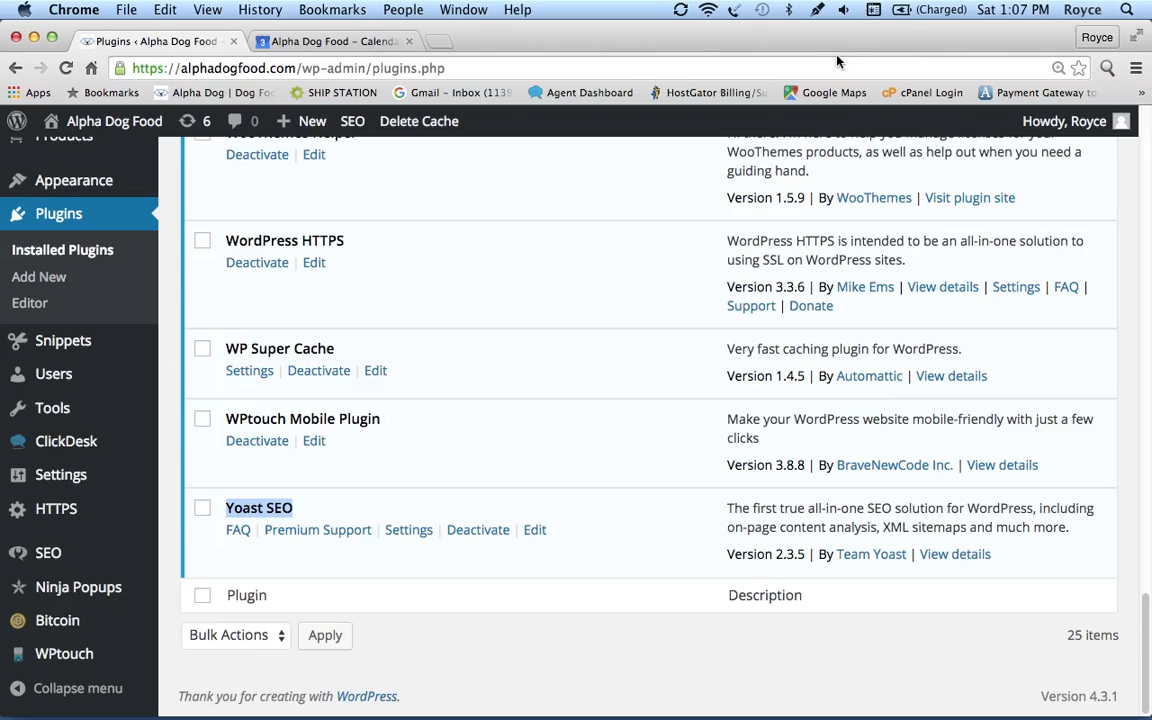 Chrome File Edit View History Bookmarks People Window Help (Charged) Sat 1:07 PM Royce
Plugins ‹ Alpha Dog Food
3 Alpha Dog Food - Calenda
Royce
https://alphadogfood.com/wp-admin/plugins.php
Apps Bookmarks Alpha Dog | Dog Fo SHIP STATION Gmail - Inbox (1139 Agent Dashboard HostGator Billing/Su Google Maps cPanel Login Payment Gateway to »
Alpha Dog Food 6 0 New SEO Delete Cache Howdy, Royce
Products
Appearance
Plugins
Installed Plugins
Add New
Editor
Snippets
Users
Tools
ClickDesk
Settings
HTTPS
SEO
Ninja Popups
Bitcoin
WPtouch
Collapse menu
WooThemes Helper
Deactivate | Edit
WooThemes products, as well as help out when you need a
guiding hand.
Version 1.5.9 | By WooThemes | Visit plugin site
WordPress HTTPS
Deactivate | Edit
WordPress HTTPS is intended to be an all-in-one solution to
using SSL on WordPress sites.
Version 3.3.6 | By Mike Ems | View details | Settings | FAQ |
Support | Donate
WP Super Cache
Settings | Deactivate | Edit
Very fast caching plugin for WordPress.
Version 1.4.5 | By Automattic | View details
WPtouch Mobile Plugin
Deactivate | Edit
Make your WordPress website mobile-friendly with just a few
clicks
Version 3.8.8 | By BraveNewCode Inc. | View details
Yoast SEO
FAQ | Premium Support | Settings | Deactivate | Edit
The first true all-in-one SEO solution for WordPress, including
on-page content analysis, XML sitemaps and much more.
Version 2.3.5 | By Team Yoast | View details
Plugin Description
Bulk Actions Apply 25 items
Thank you for creating with WordPress. Version 4.3.1